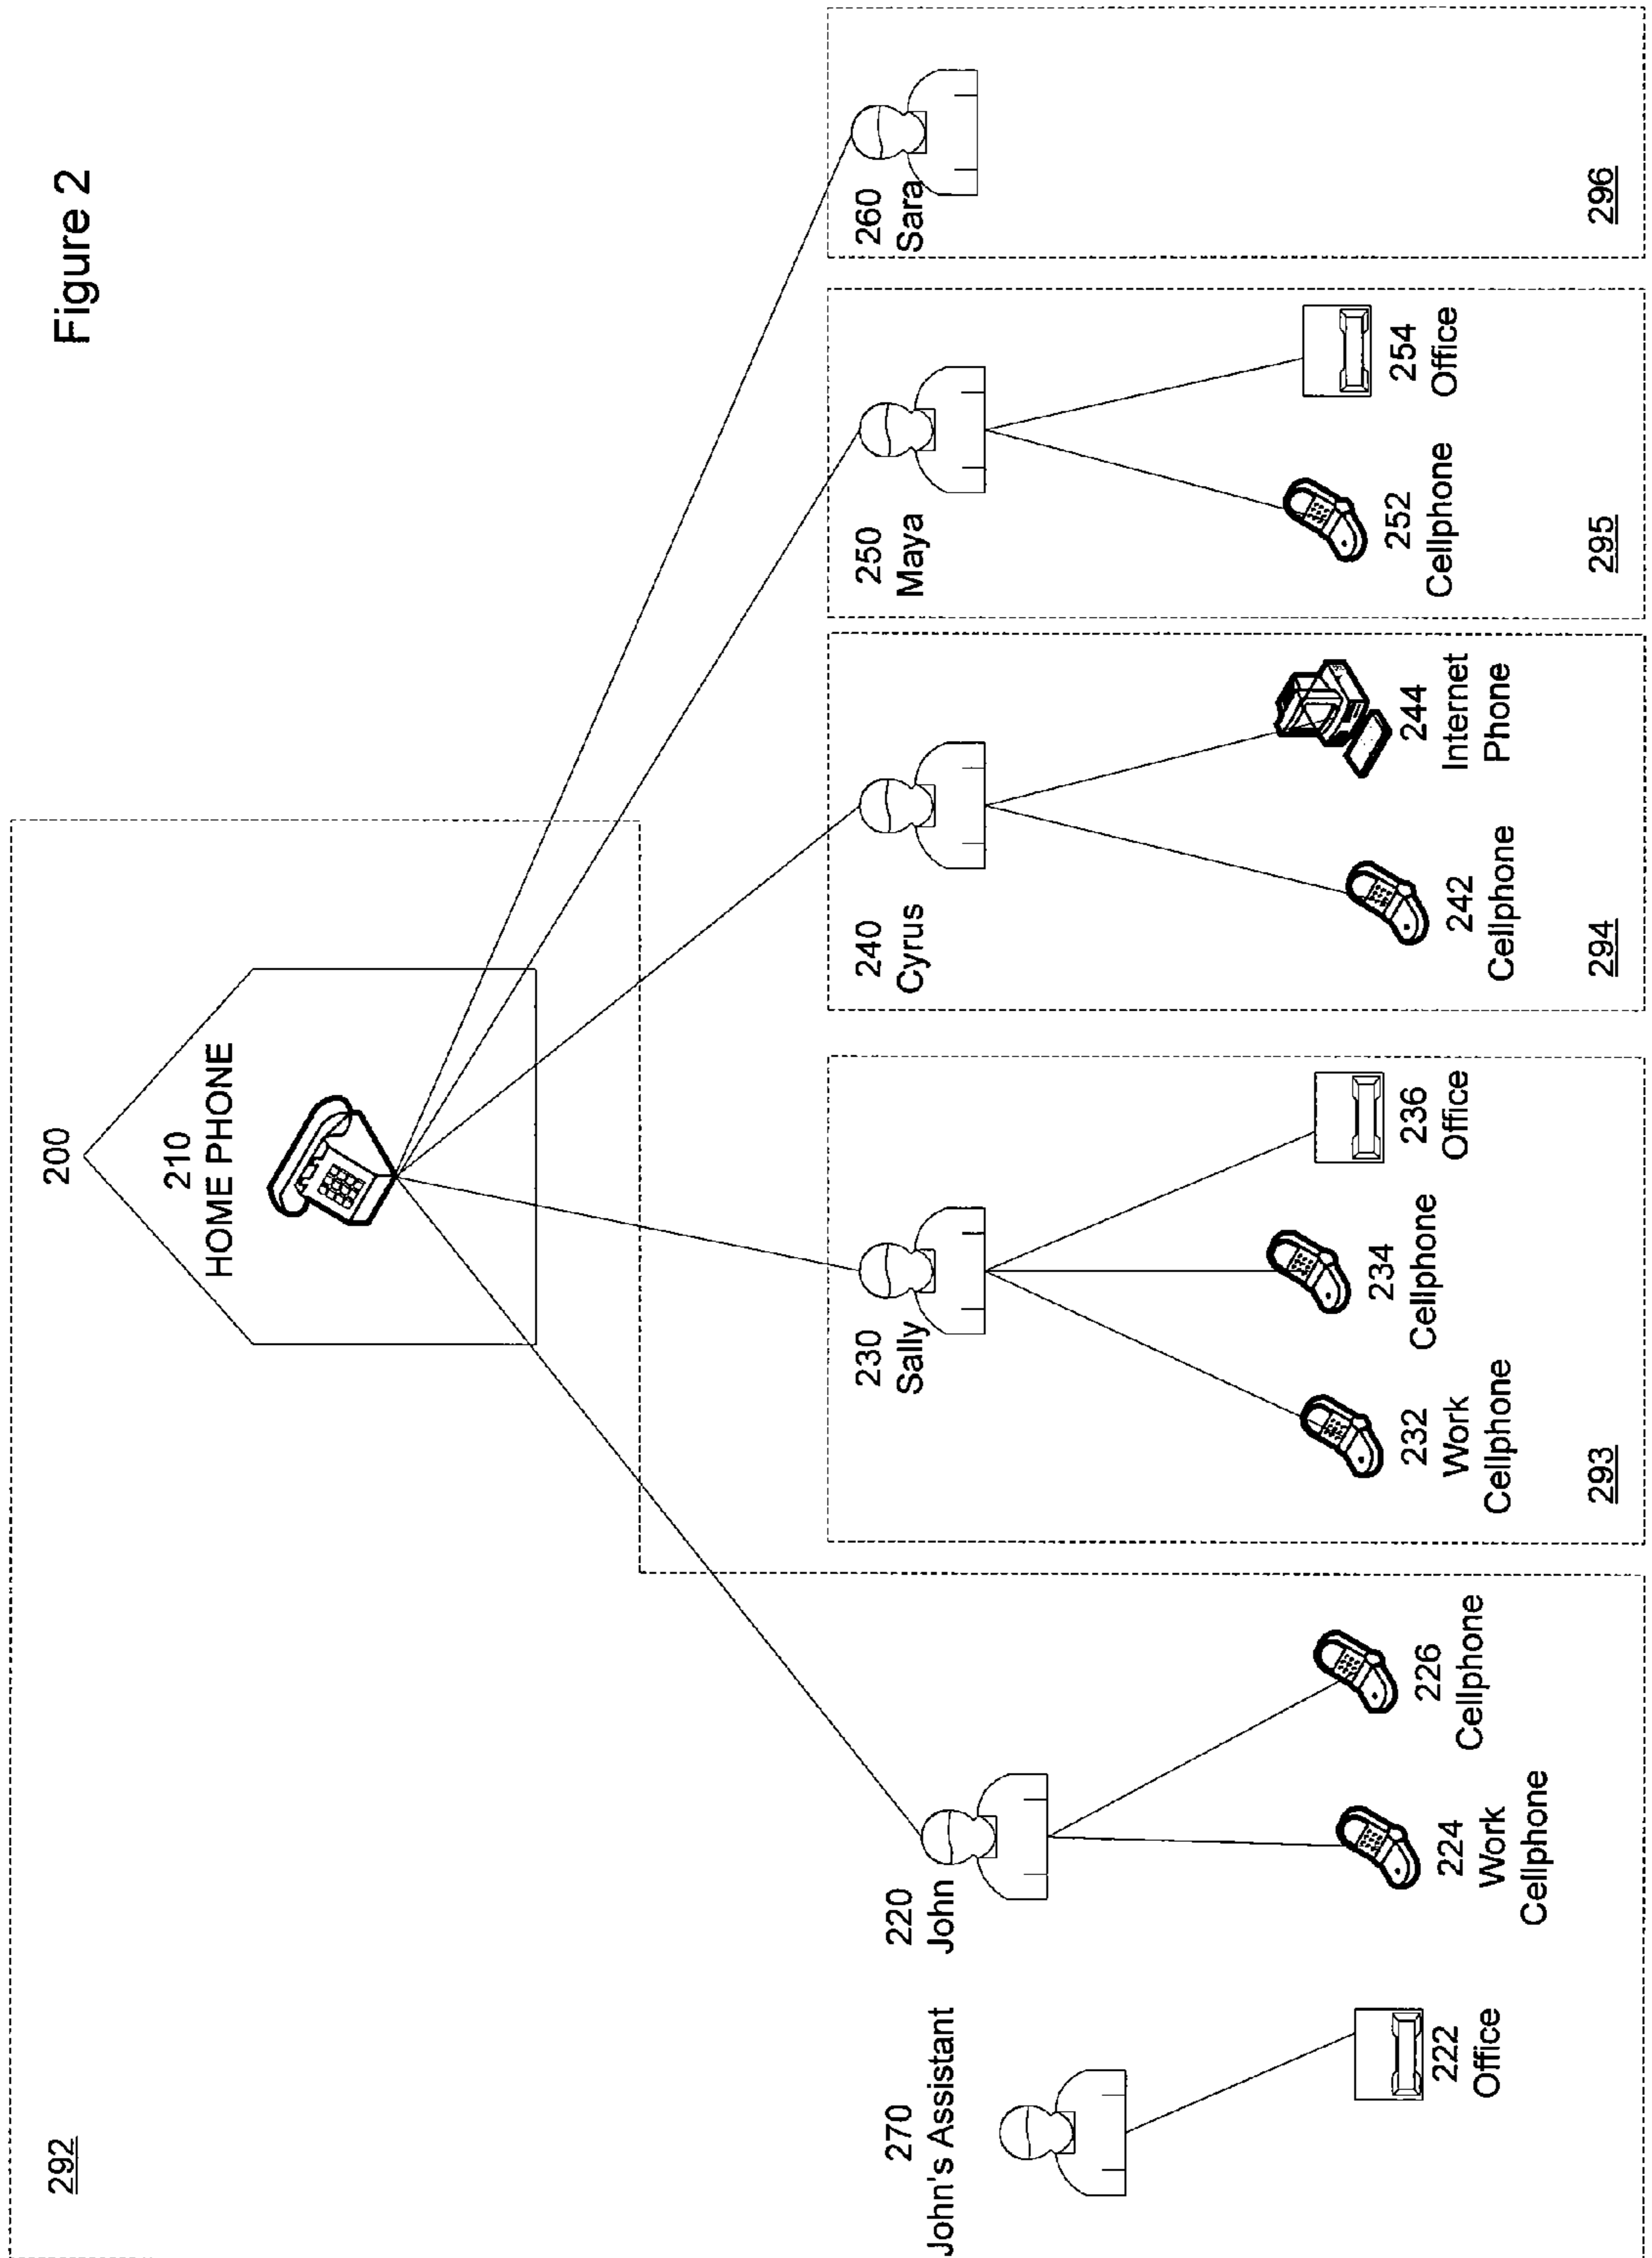 Figure 2
292
200
210
HOME PHONE
270
John's Assistant
220
John
230
Sally
240
Cyrus
250
Maya
260
Sara
222
Office
224
Work
Cellphone
226
Cellphone
232
Work
Cellphone
234
Cellphone
236
Office
242
Cellphone
244
Internet
Phone
252
Cellphone
254
Office
293
294
295
296